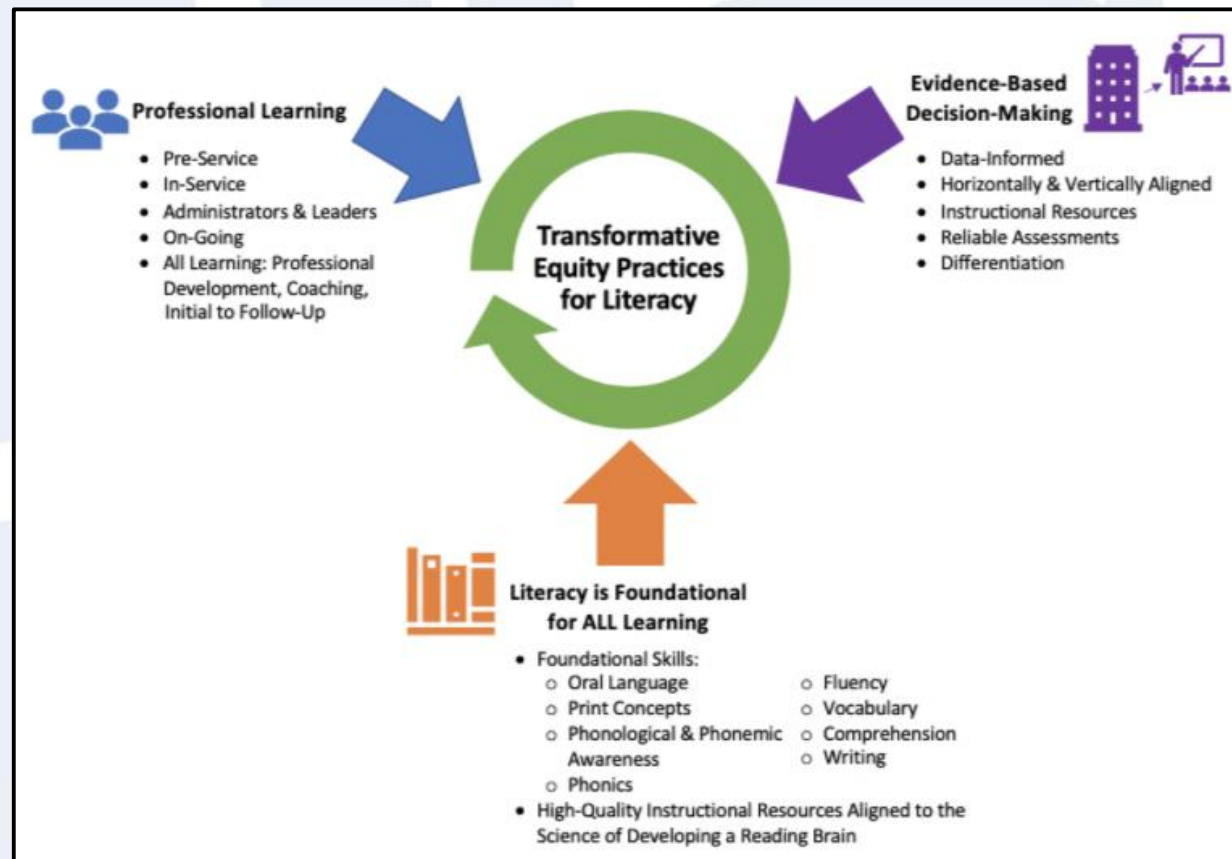 Professional Learning
• Pre-Service
• In-Service
• Administrators & Leaders
• On-Going
• All Learning: Professional
Development, Coaching,
Initial to Follow-Up
Evidence-Based
Decision-Making
• Data-Informed
• Horizontally & Vertically Aligned
• Instructional Resources
• Reliable Assessments
• Differentiation
Transformative
Equity Practices
for Literacy
Literacy is Foundational
for ALL Learning
• Foundational Skills:
o Oral Language
o Print Concepts
o Phonological & Phonemic
Awareness
o Phonics
o Fluency
o Vocabulary
o Comprehension
o Writing
• High-Quality Instructional Resources Aligned to the
Science of Developing a Reading Brain